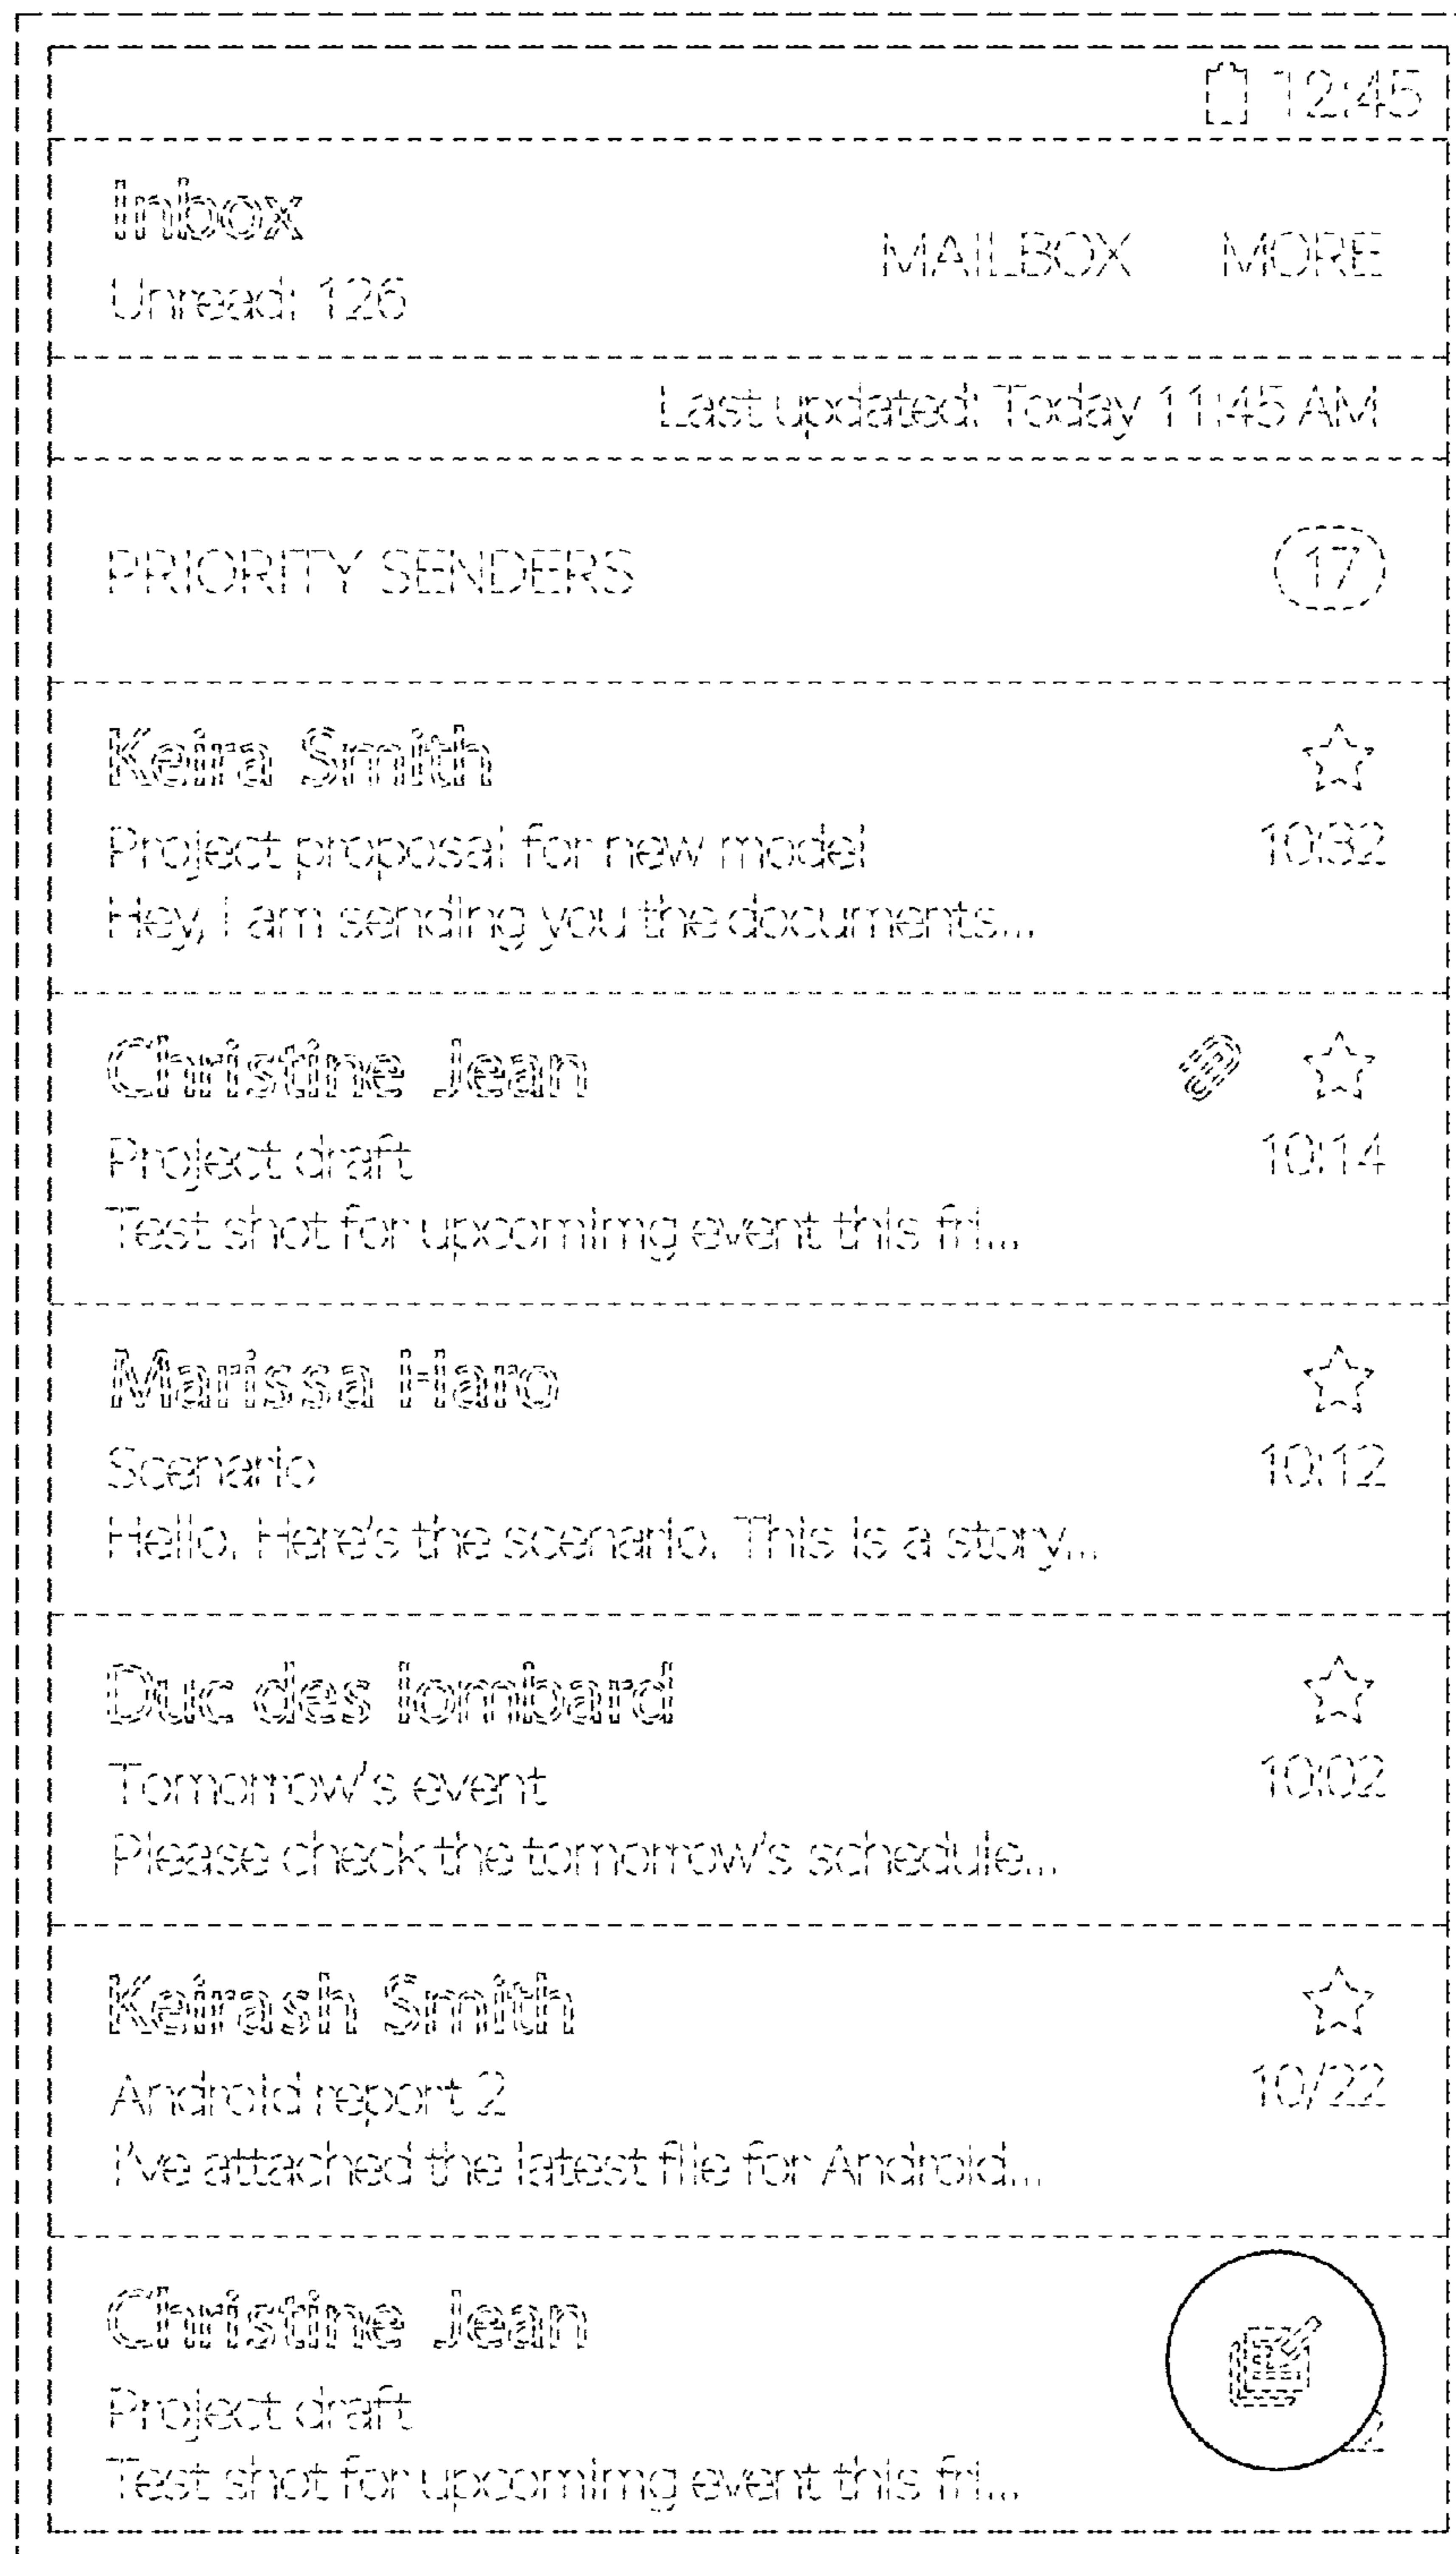 12:45
Inbox
MAILBOX MORE
Unread: 126
Last updated: Today 11:45 AM
PRIORITY SENDERS 17
Keira Smith
Project proposal for new model 10:32
Hey, I am sending you the documents...
Christine Jean
Project draft 10:14
Test shot for upcomimg event this fri...
Marissa Haro
Scenario 10:12
Hello. Here's the scenario. This is a story...
Duc des lombard
Tomorrow's event 10:02
Please check the tomorrow's schedule...
Keirash Smith
Android report 2 10/22
I've attached the latest file for Android...
Christine Jean
Project draft
Test shot for upcomimg event this fri...